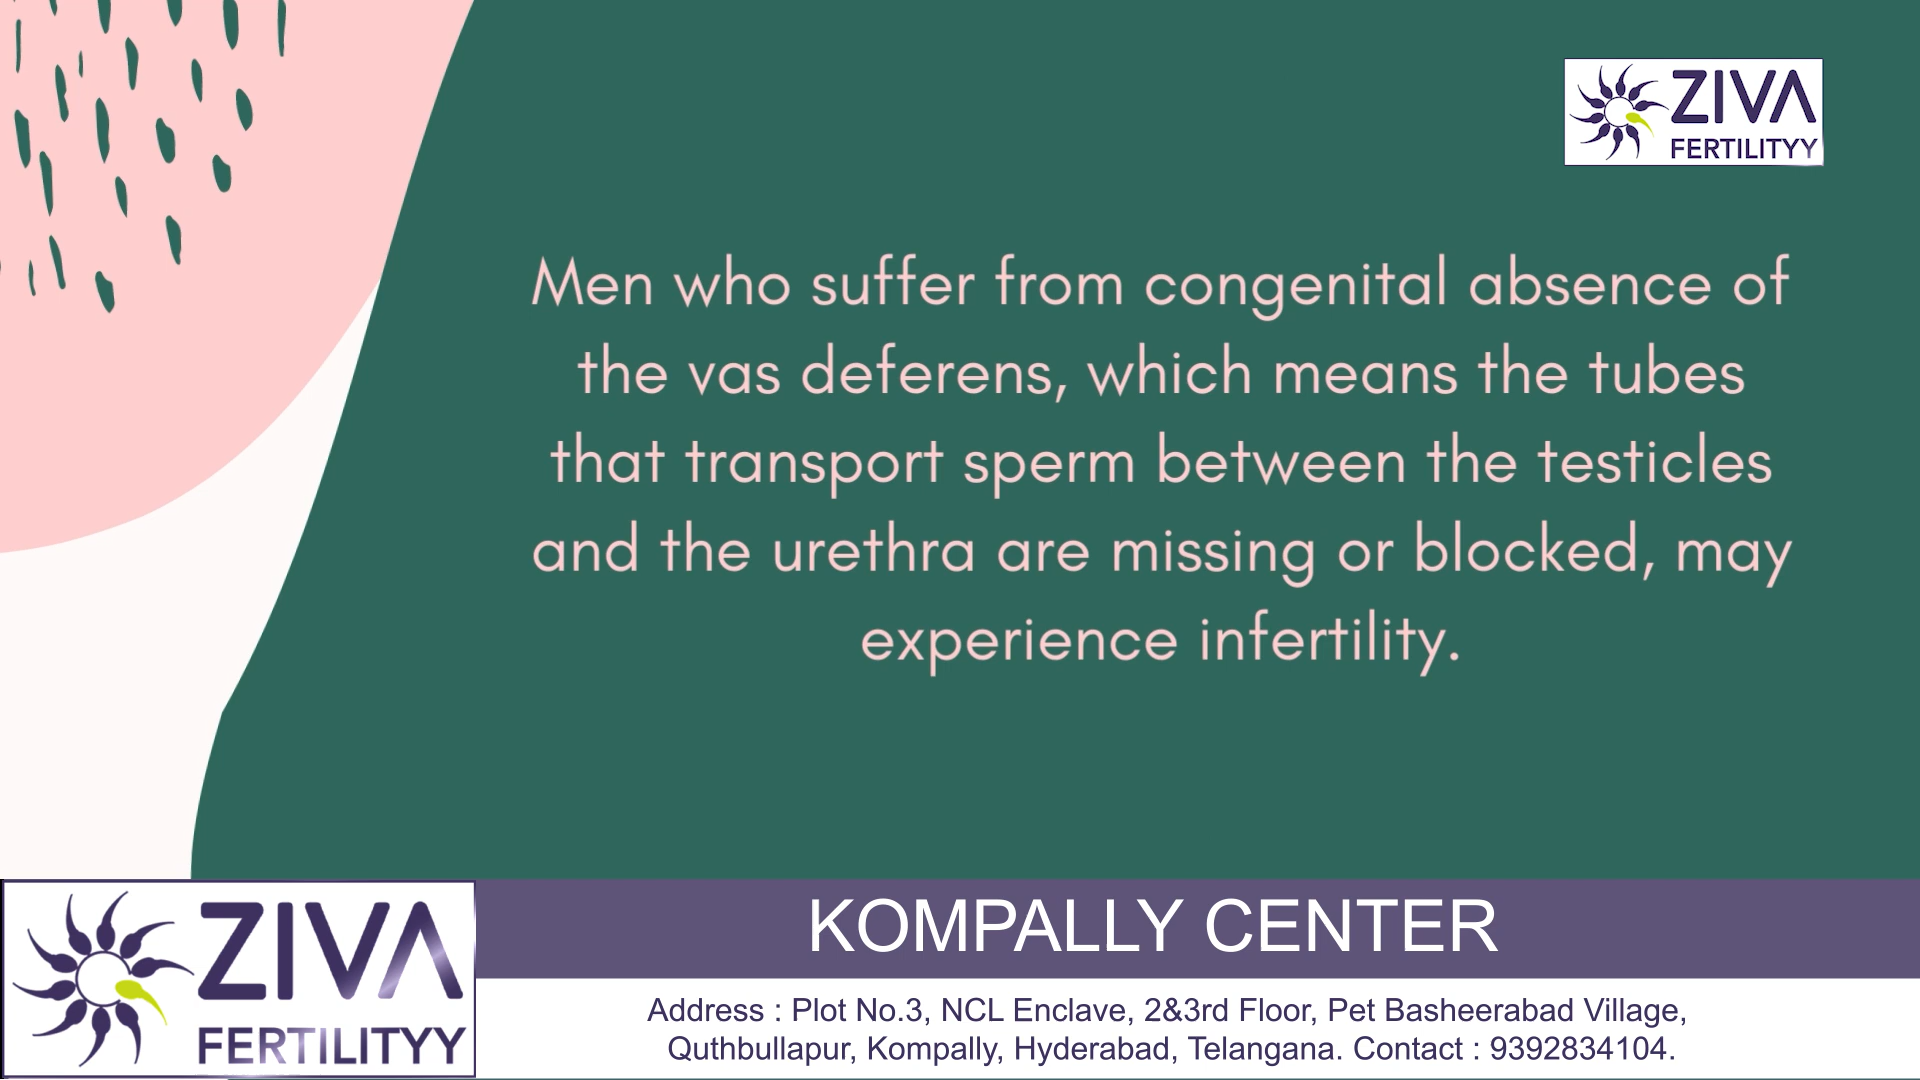 ZIVA
FERTILITYY
Men who suffer from congenital absence of
the vas deferens, which means the tubes
that transport sperm between the testicles
and the urethra are missing or blocked, may
experience infertility.
ZIVA
FERTILITYY
KOMPALLY CENTER
Address : Plot No.3, NCL Enclave, 2&3rd Floor, Pet Basheerabad Village,
Quthbullapur, Kompally, Hyderabad, Telangana. Contact : 9392834104.